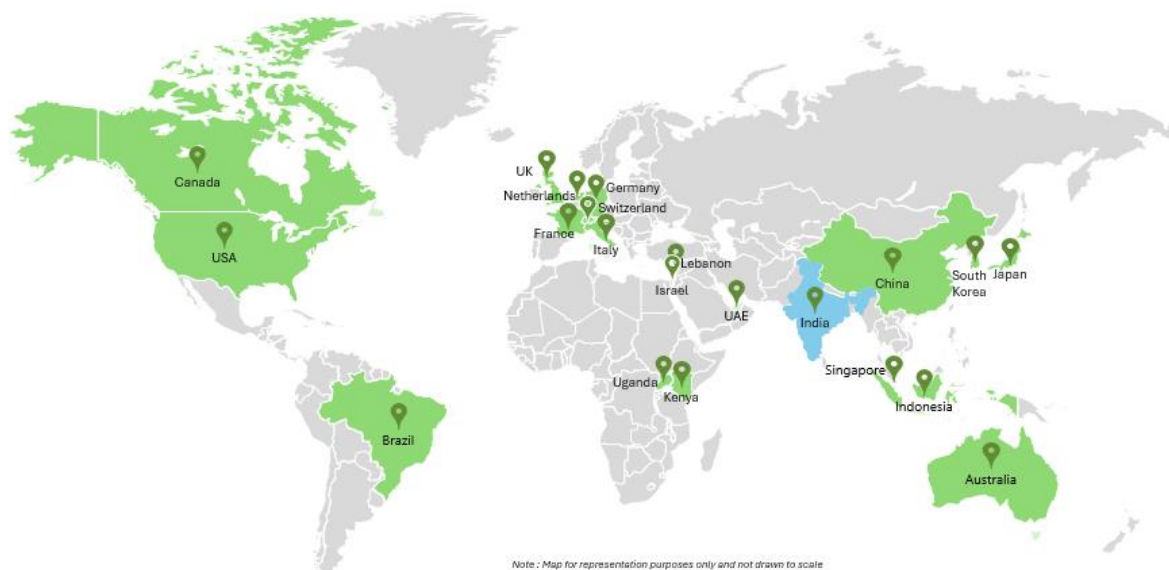 Canada
USA
Brazil
UK
Netherlands
Germany
Switzerland
France
Italy
Lebanon
Israel
UAE
Uganda
Kenya
India
China
South
Korea
Japan
Singapore
Indonesia
Australia
Note : Map for representation purposes only and not drawn to scale